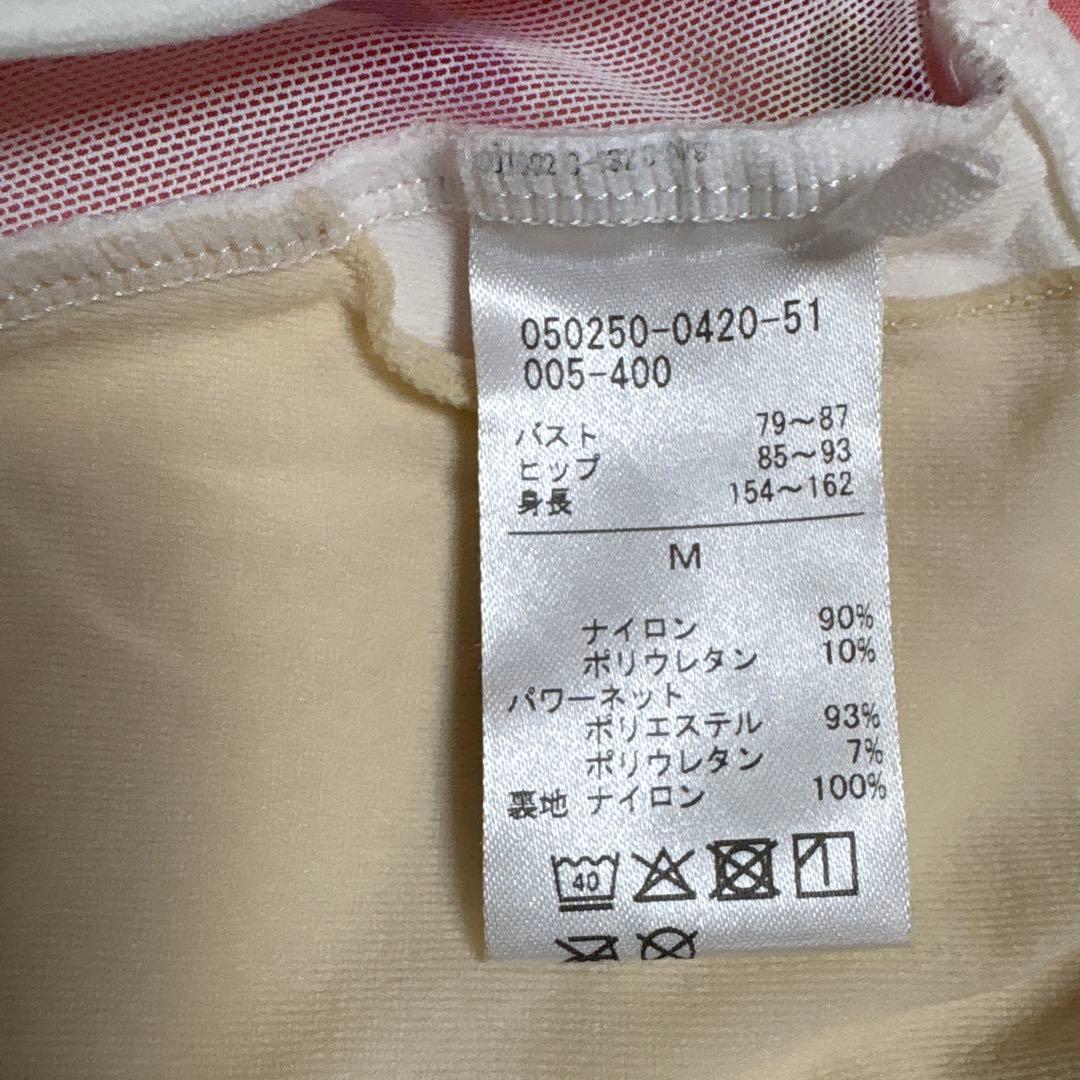 050250-0420-51
005-400
バスト 79～87
ヒップ 85～93
身長 154～162
M
ナイロン 90%
ポリウレタン 10%
パワーネット
ポリエステル 93%
ポリウレタン 7%
裏地 ナイロン 100%
40